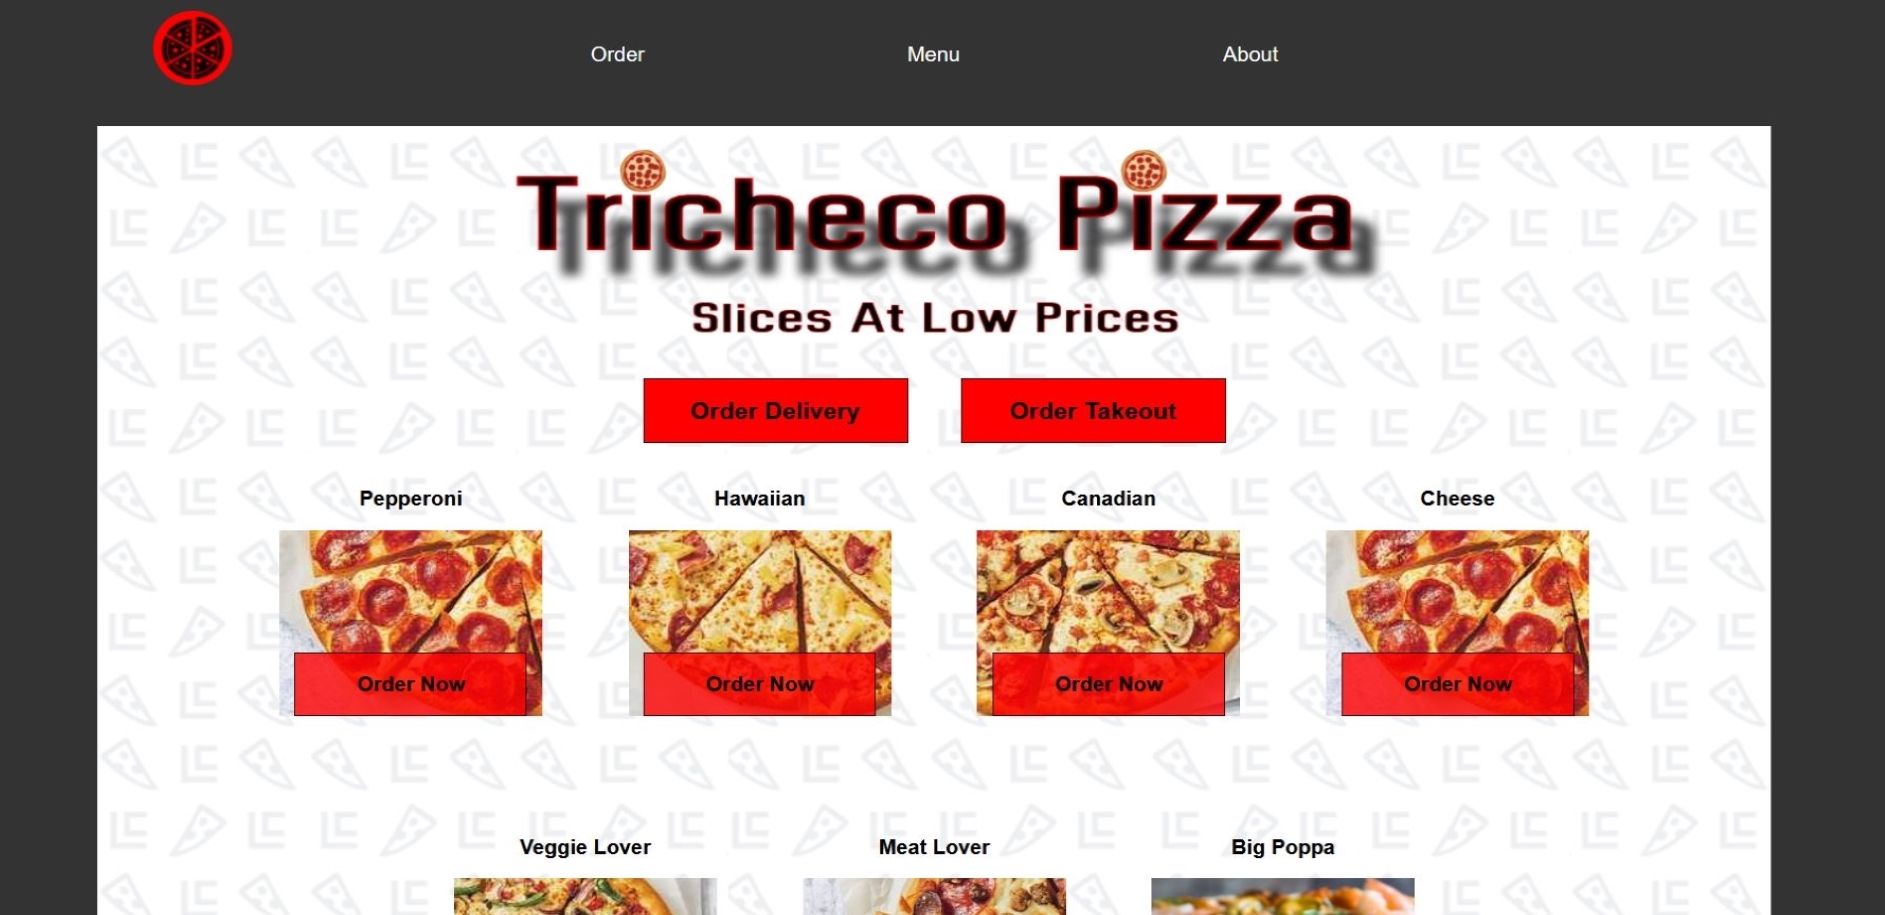 Order Menu About
Tricheco Pizza
Slices At Low Prices
Order Delivery Order Takeout
Pepperoni Hawaiian Canadian Cheese
Order Now Order Now Order Now Order Now
Veggie Lover Meat Lover Big Poppa